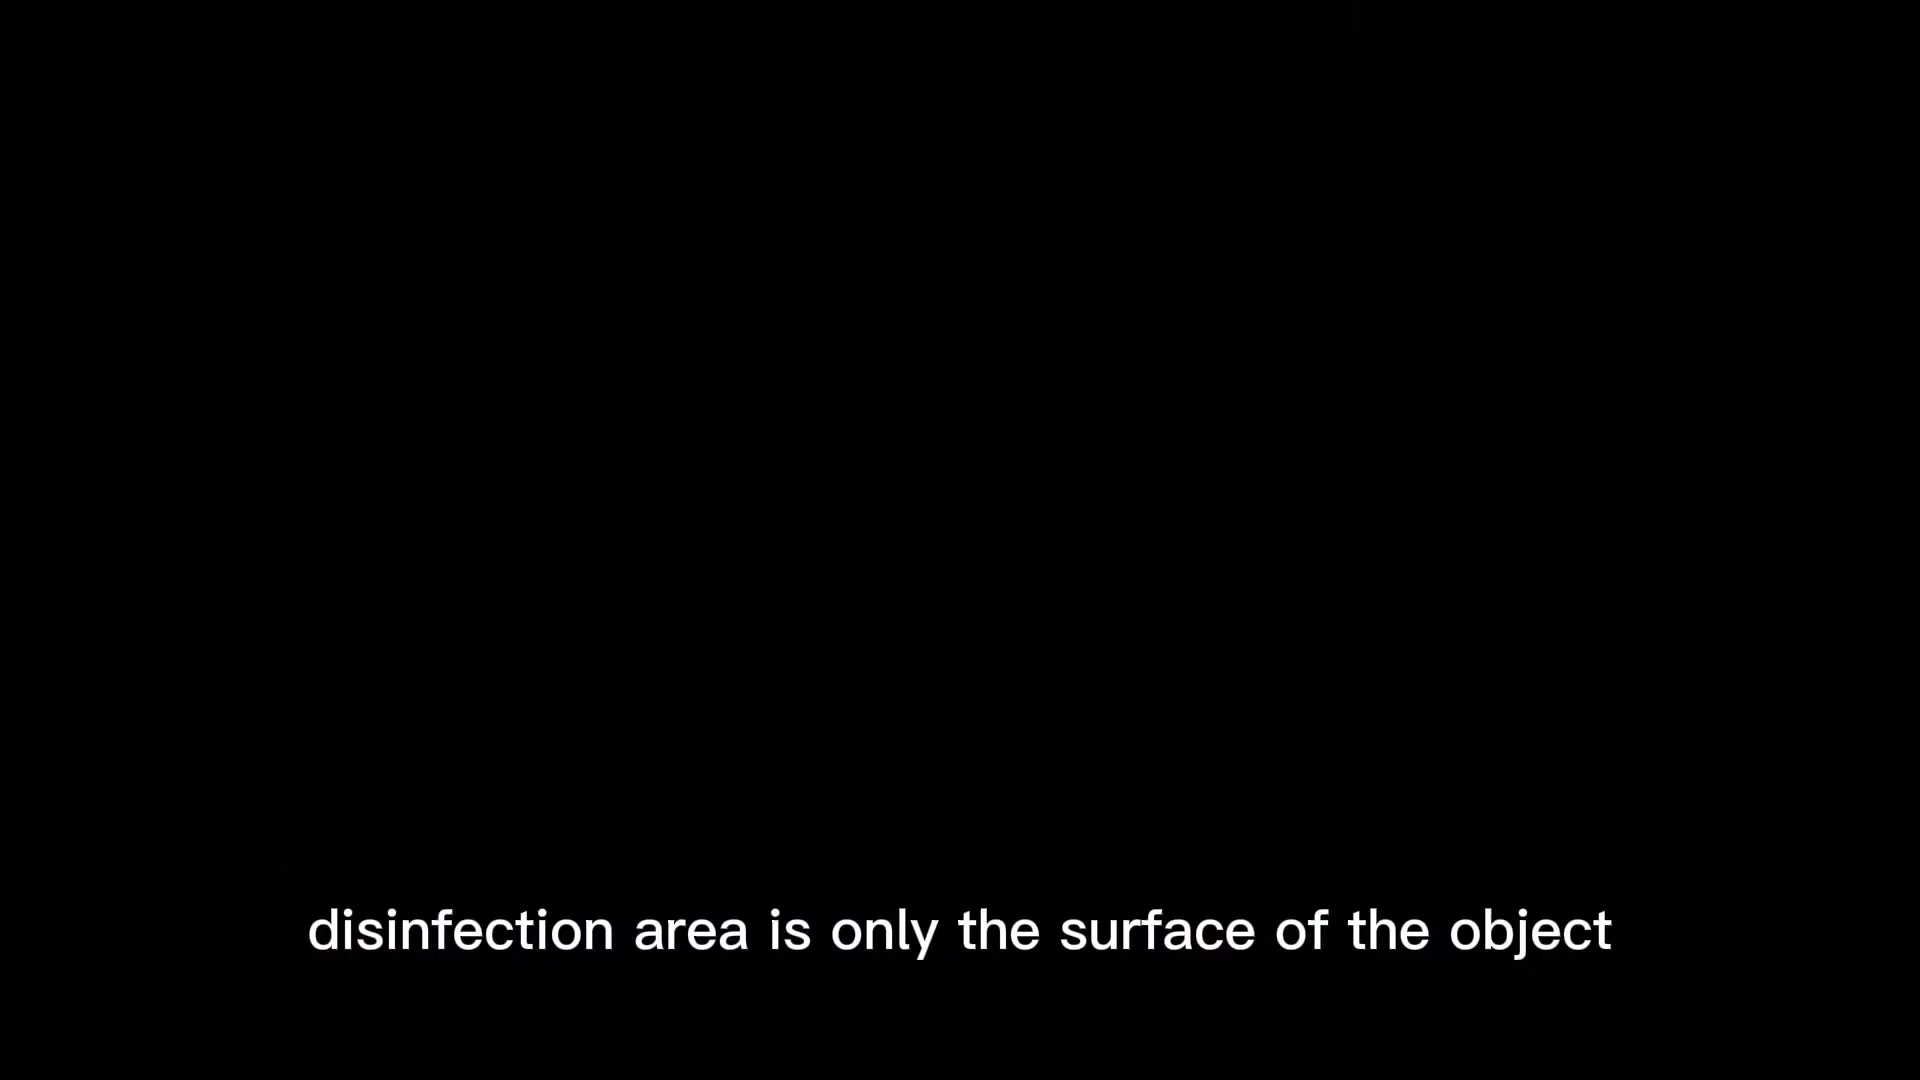 disinfection area is only the surface of the object